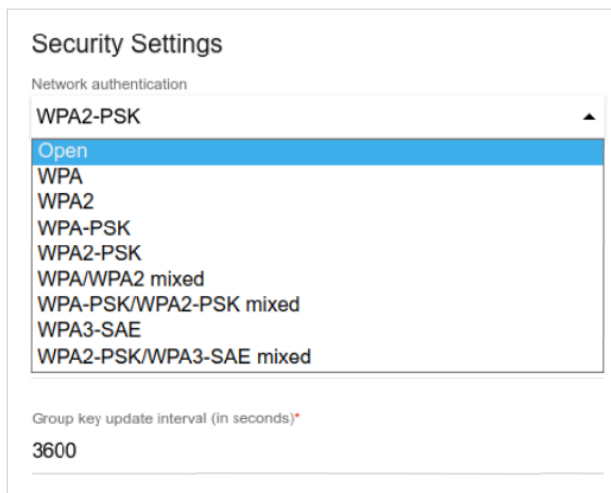 Security Settings
Network authentication
WPA2-PSK
Open
WPA
WPA2
WPA-PSK
WPA2-PSK
WPA/WPA2 mixed
WPA-PSK/WPA2-PSK mixed
WPA3-SAE
WPA2-PSK/WPA3-SAE mixed
Group key update interval (in seconds)*
3600